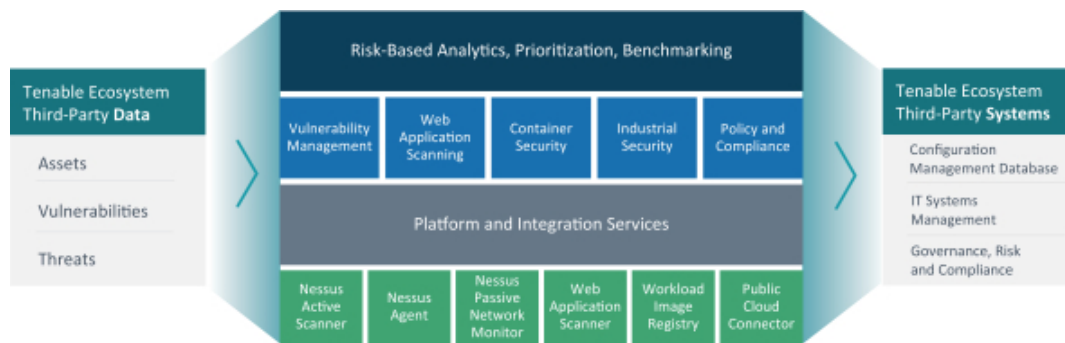 Tenable Ecosystem
Third-Party Data
Assets
Vulnerabilities
Threats
Risk-Based Analytics, Prioritization, Benchmarking
Vulnerability
Management
Web
Application
Scanning
Container
Security
Industrial
Security
Policy and
Compliance
Platform and Integration Services
Nessus
Active
Scanner
Nessus
Agent
Nessus
Passive
Network
Monitor
Web
Application
Scanner
Workload
Image
Registry
Public
Cloud
Connector
Tenable Ecosystem
Third-Party Systems
Configuration
Management Database
IT Systems
Management
Governance, Risk
and Compliance